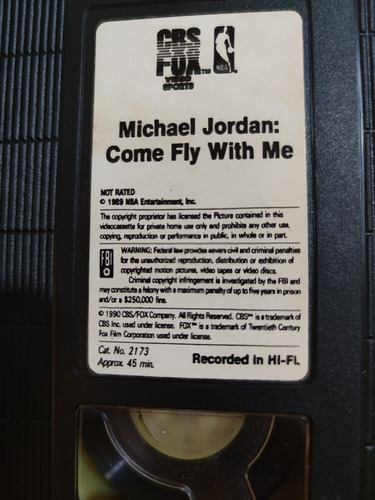 CBS
FOX™
VIDEO
SPORTS
NBA
Michael Jordan:
Come Fly With Me
NOT RATED
© 1989 NBA Entertainment, Inc.
The copyright proprietor has licensed the Picture contained in this
videocassette for private home use only and prohibits any other use,
copying, reproduction or performance in public, in whole or in part.
FBI
WARNING: Federal law provides severe civil and criminal penalties
for the unauthorized reproduction, distribution or exhibition of
copyrighted motion pictures, video tapes or video discs.
Criminal copyright infringement is investigated by the FBI and
may constitute a felony with a maximum penalty of up to five years in prison
and/or a $250,000 fine.
© 1990 CBS/FOX Company. All Rights Reserved. CBS™ is a trademark of
CBS Inc. used under license. FOX™ is a trademark of Twentieth Century
Fox Film Corporation used under license.
Cat. No. 2173
Approx. 45 min.
Recorded in Hi-Fi.